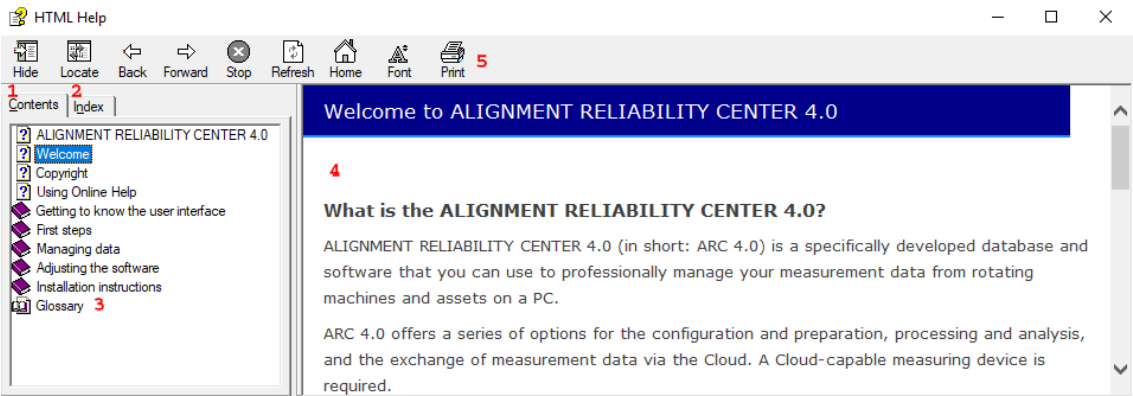 HTML Help
Hide Locate Back Forward Stop Refresh Home Font Print 5
1 2
Contents Index
ALIGNMENT RELIABILITY CENTER 4.0
Welcome
Copyright
Using Online Help
Getting to know the user interface
First steps
Managing data
Adjusting the software
Installation instructions
Glossary 3
Welcome to ALIGNMENT RELIABILITY CENTER 4.0
4
What is the ALIGNMENT RELIABILITY CENTER 4.0?
ALIGNMENT RELIABILITY CENTER 4.0 (in short: ARC 4.0) is a specifically developed database and
software that you can use to professionally manage your measurement data from rotating
machines and assets on a PC.
ARC 4.0 offers a series of options for the configuration and preparation, processing and analysis,
and the exchange of measurement data via the Cloud. A Cloud-capable measuring device is
required.